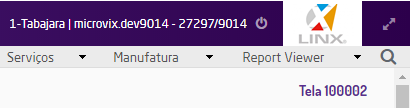 1-Tabajara | microvix.dev9014 - 27297/9014
LINX
Serviços Manufatura Report Viewer
Tela 100002